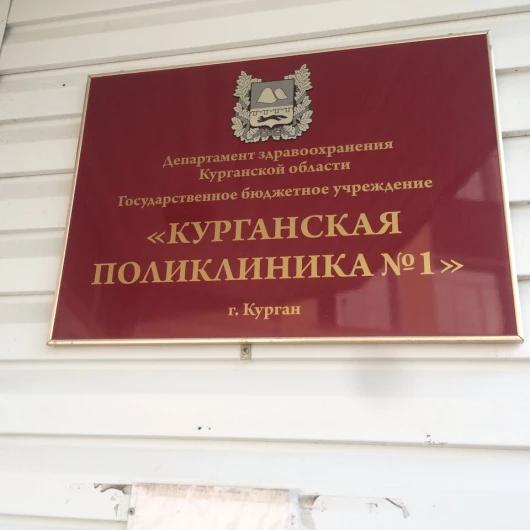 Департамент здравоохранения
Курганской области
Государственное бюджетное учреждение
«КУРГАНСКАЯ
ПОЛИКЛИНИКА №1»
г. Курган